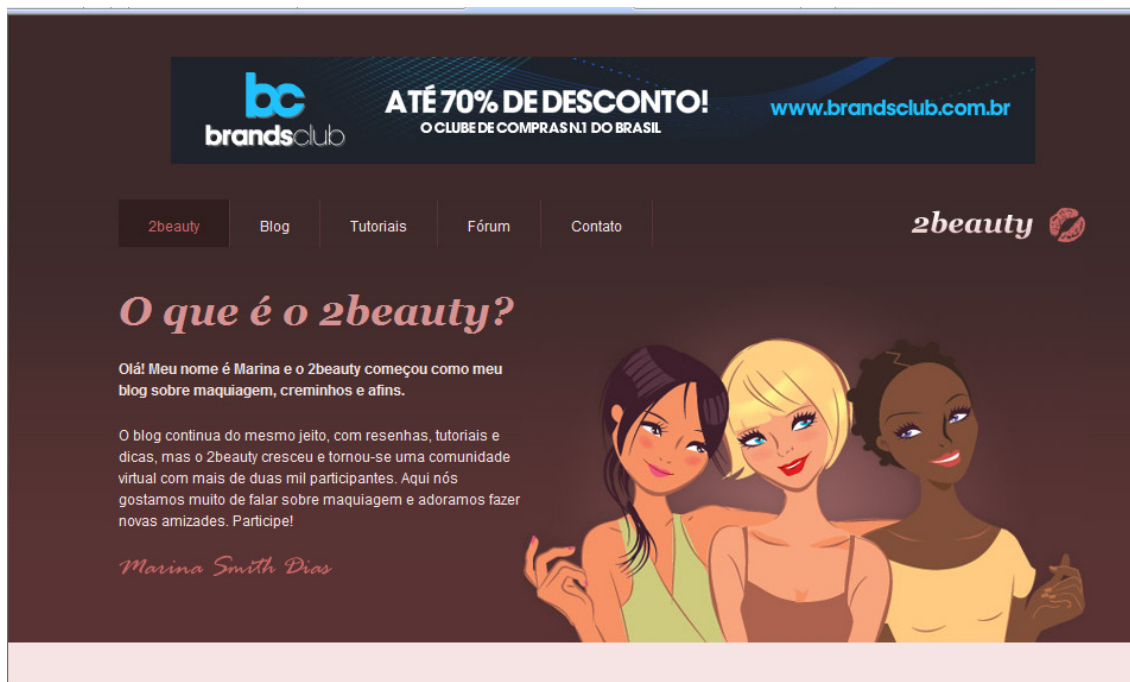 bc
brandsclub
ATÉ 70% DE DESCONTO!
O CLUBE DE COMPRAS N.1 DO BRASIL
www.brandsclub.com.br
2beauty
Blog
Tutoriais
Fórum
Contato
2beauty
O que é o 2beauty?
Olá! Meu nome é Marina e o 2beauty começou como meu
blog sobre maquiagem, creminhos e afins.
O blog continua do mesmo jeito, com resenhas, tutoriais e
dicas, mas o 2beauty cresceu e tornou-se uma comunidade
virtual com mais de duas mil participantes. Aqui nós
gostamos muito de falar sobre maquiagem e adoramos fazer
novas amizades. Participe!
Marina Smith Dias